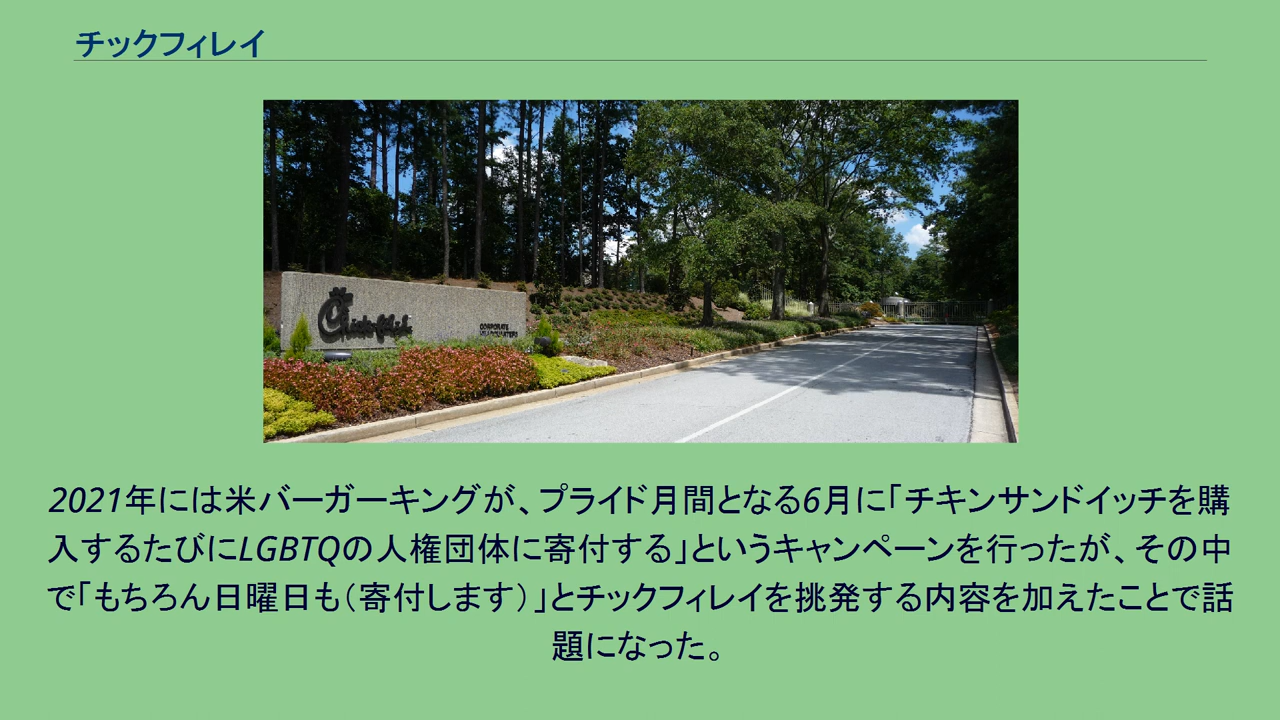 チックフィレイ
Chick-fil-A
CORPORATE
HEADQUARTERS
2021年には米バーガーキングが、プライド月間となる6月に「チキンサンドイッチを購
入するたびにLGBTQの人権団体に寄付する」というキャンペーンを行ったが、その中
で「もちろん日曜日も（寄付します）」とチックフィレイを挑発する内容を加えたことで話
題になった。